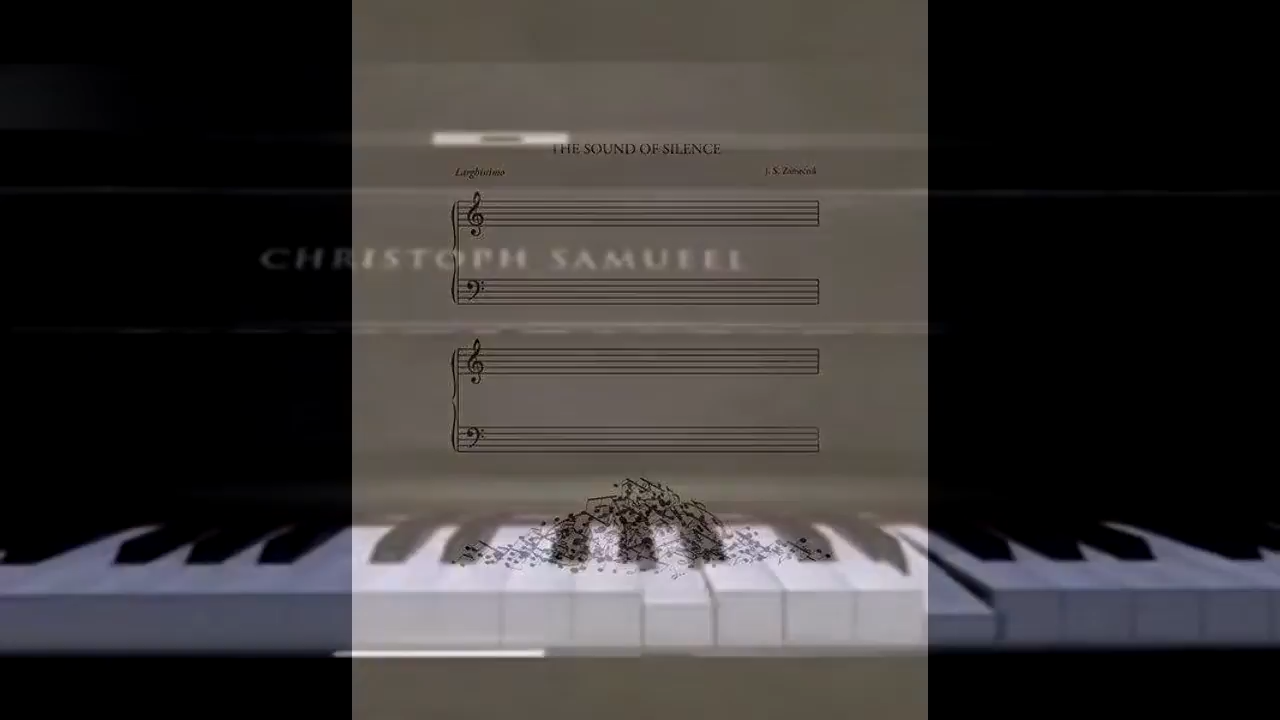 THE SOUND OF SILENCE
Larghissimo
J. S.
CHRISTOPH SAMUEEL